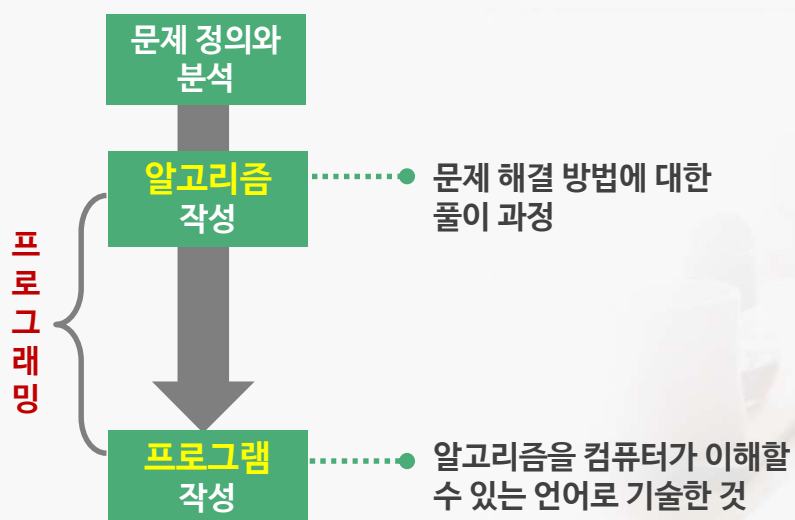 문제 정의와
분석
알고리즘
작성
문제 해결 방법에 대한
풀이 과정
프로그래밍
프로그램
작성
알고리즘을 컴퓨터가 이해할
수 있는 언어로 기술한 것